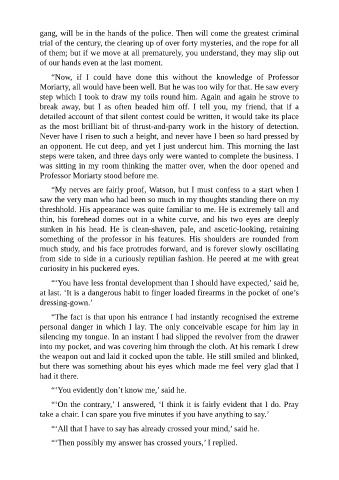 gang, will be in the hands of the police. Then will come the greatest criminal
trial of the century, the clearing up of over forty mysteries, and the rope for all
of them; but if we move at all prematurely, you understand, they may slip out
of our hands even at the last moment.
“Now, if I could have done this without the knowledge of Professor
Moriarty, all would have been well. But he was too wily for that. He saw every
step which I took to draw my toils round him. Again and again he strove to
break away, but I as often headed him off. I tell you, my friend, that if a
detailed account of that silent contest could be written, it would take its place
as the most brilliant bit of thrust-and-parry work in the history of detection.
Never have I risen to such a height, and never have I been so hard pressed by
an opponent. He cut deep, and yet I just undercut him. This morning the last
steps were taken, and three days only were wanted to complete the business. I
was sitting in my room thinking the matter over, when the door opened and
Professor Moriarty stood before me.
“My nerves are fairly proof, Watson, but I must confess to a start when I
saw the very man who had been so much in my thoughts standing there on my
threshhold. His appearance was quite familiar to me. He is extremely tall and
thin, his forehead domes out in a white curve, and his two eyes are deeply
sunken in his head. He is clean-shaven, pale, and ascetic-looking, retaining
something of the professor in his features. His shoulders are rounded from
much study, and his face protrudes forward, and is forever slowly oscillating
from side to side in a curiously reptilian fashion. He peered at me with great
curiosity in his puckered eyes.
“‘You have less frontal development than I should have expected,’ said he,
at last. ‘It is a dangerous habit to finger loaded firearms in the pocket of one’s
dressing-gown.’
“The fact is that upon his entrance I had instantly recognised the extreme
personal danger in which I lay. The only conceivable escape for him lay in
silencing my tongue. In an instant I had slipped the revolver from the drawer
into my pocket, and was covering him through the cloth. At his remark I drew
the weapon out and laid it cocked upon the table. He still smiled and blinked,
but there was something about his eyes which made me feel very glad that I
had it there.
“‘You evidently don’t know me,’ said he.
“‘On the contrary,’ I answered, ‘I think it is fairly evident that I do. Pray
take a chair. I can spare you five minutes if you have anything to say.’
“‘All that I have to say has already crossed your mind,’ said he.
“‘Then possibly my answer has crossed yours,’ I replied.